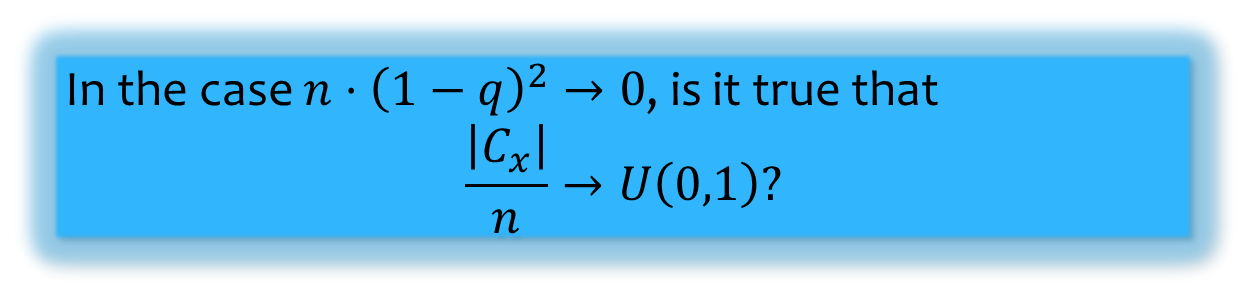 In the case 𝑛 · (1 − 𝑞)² → 0, is it true that
|𝐶ₓ|/𝑛 → 𝑈(0,1)?